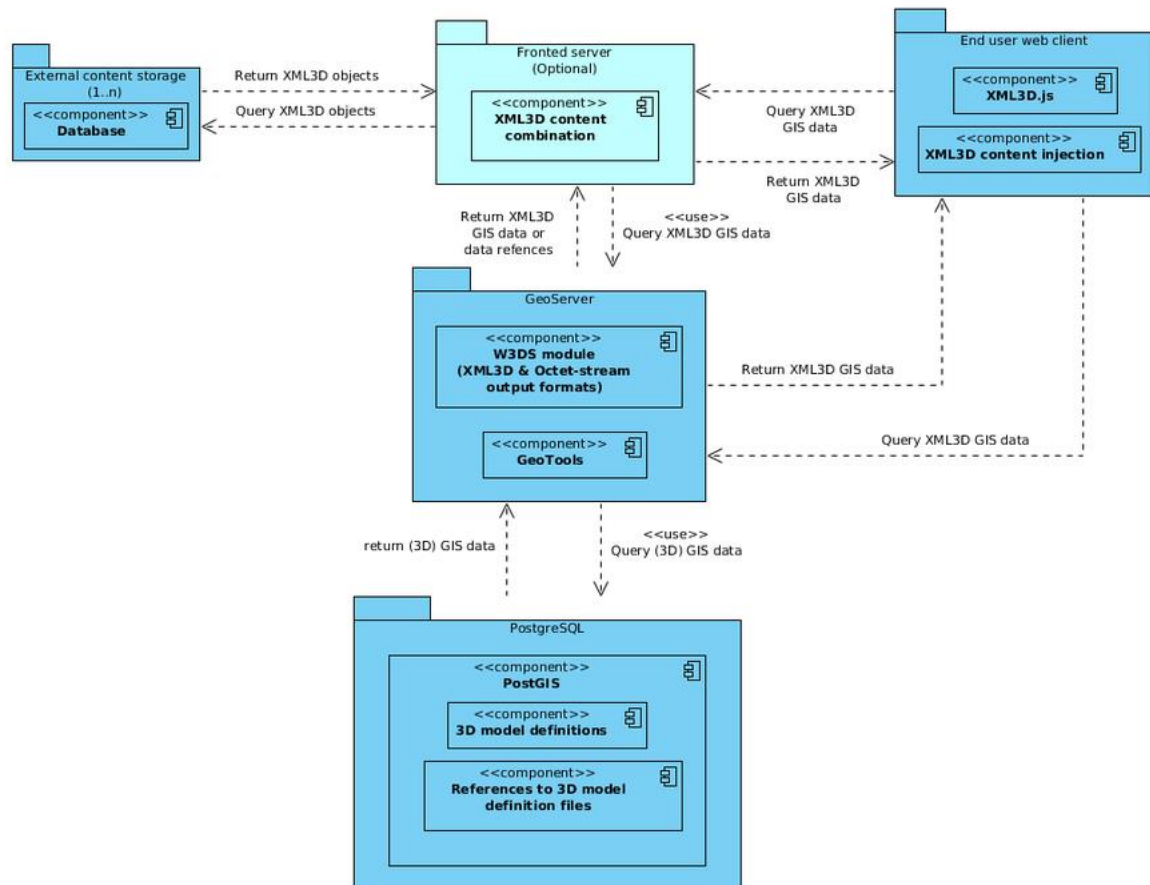 External content storage
(1..n)
<<component>>
Database
Return XML3D objects
Query XML3D objects
Fronted server
(Optional)
<<component>>
XML3D content
combination
Query XML3D
GIS data
Return XML3D
GIS data
End user web client
<<component>>
XML3D.js
<<component>>
XML3D content injection
Return XML3D
GIS data or
data refences
<<use>>
Query XML3D GIS data
GeoServer
<<component>>
W3DS module
(XML3D & Octet-stream
output formats)
<<component>>
GeoTools
Return XML3D GIS data
Query XML3D GIS data
return (3D) GIS data
<<use>>
Query (3D) GIS data
PostgreSQL
<<component>>
PostGIS
<<component>>
3D model definitions
<<component>>
References to 3D model
definition files